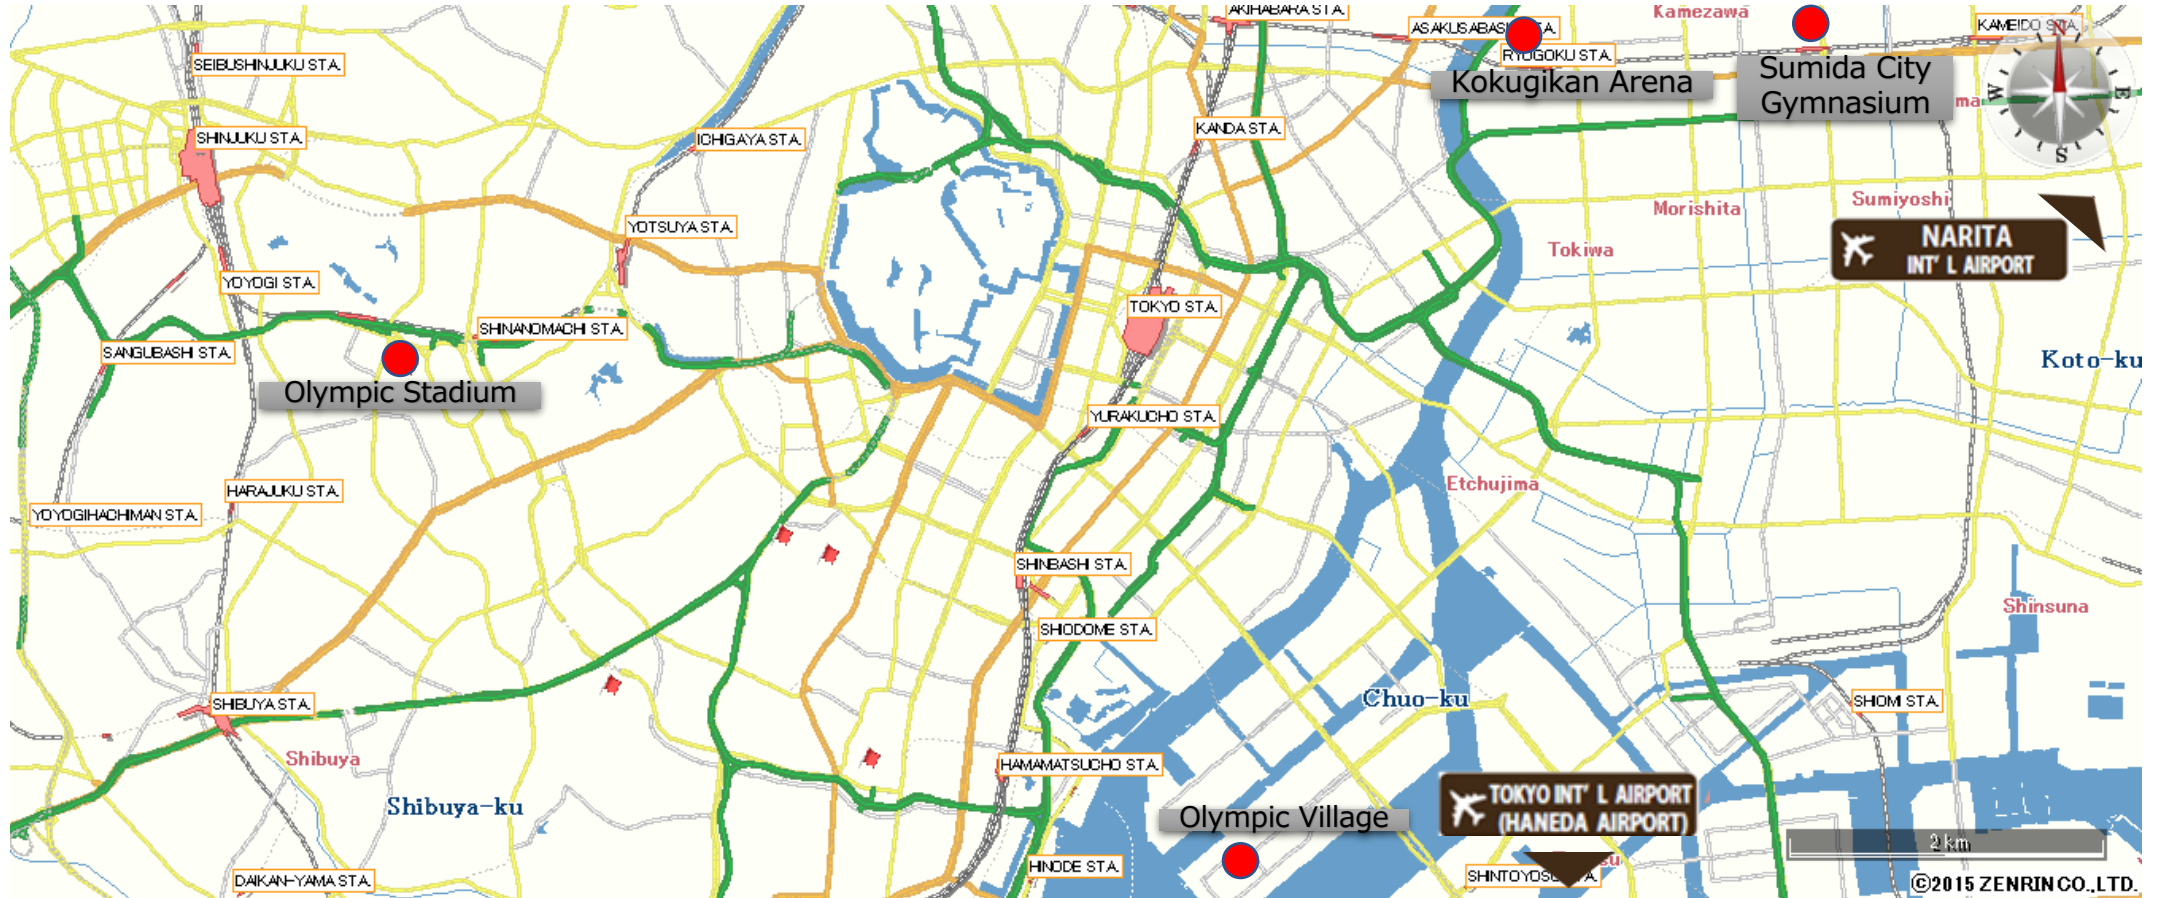 AKIHABARA STA.
Kamezawa
KAMEIDO STA.
ASAKUSABASHI STA.
RYOGOKU STA.
SEIBUSHINJUKU STA.
Kokugikan Arena
Sumida City
Gymnasium
N
W
E
S
SHINJUKU STA.
ICHIGAYA STA.
KANDA STA.
Morishita
Sumiyoshi
YOTSUYA STA.
Tokiwa
NARITA
INT' L AIRPORT
YOYOGI STA.
TOKYO STA.
SHINANOMACHI STA.
SANGUBASHI STA.
Koto-ku
Olympic Stadium
YURAKUCHO STA.
HARAJUKU STA.
Etchujima
YOYOGIHACHIMAN STA.
SHINBASHI STA.
Shinsuna
SHIODOME STA.
SHIBUYA STA.
Chuo-ku
SHIOMI STA.
Shibuya
HAMAMATSUCHO STA.
Shibuya-ku
Olympic Village
TOKYO INT' L AIRPORT
(HANEDA AIRPORT)
2 km
HINODE STA.
DAIKAN-YAMA STA.
SHINTOYOSU STA.
©2015 ZENRIN CO.,LTD.